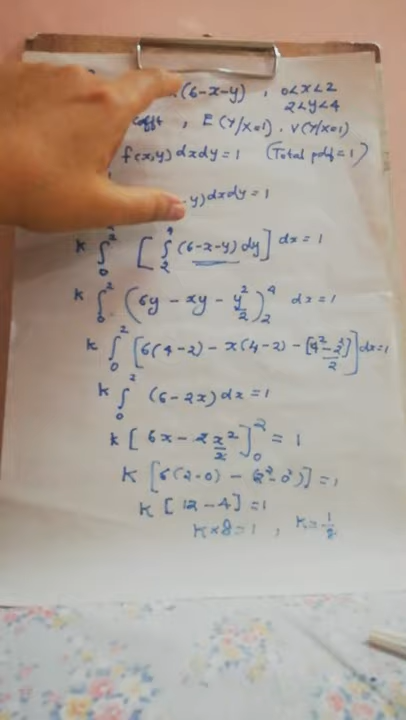 (6-x-y) , 0<x<2
2<y<4
E(Y/X=1) , V(Y/X=1)
f(x,y) dxdy = 1 (Total pdf = 1)
-y) dxdy = 1
K ∫₀² [ ∫₂⁴ (6-x-y) dy ] dx = 1
K ∫₀² (6y - xy - y²/2)₂⁴ dx = 1
K ∫₀² [6(4-2) - x(4-2) - [4²-2²]/2] dx = 1
K ∫₀² (6-2x) dx = 1
K [ 6x - 2x²/2 ]₀² = 1
K [6(2-0) - (2²-0²)] = 1
K [12-4] = 1
K×8 = 1 , K = 1/8